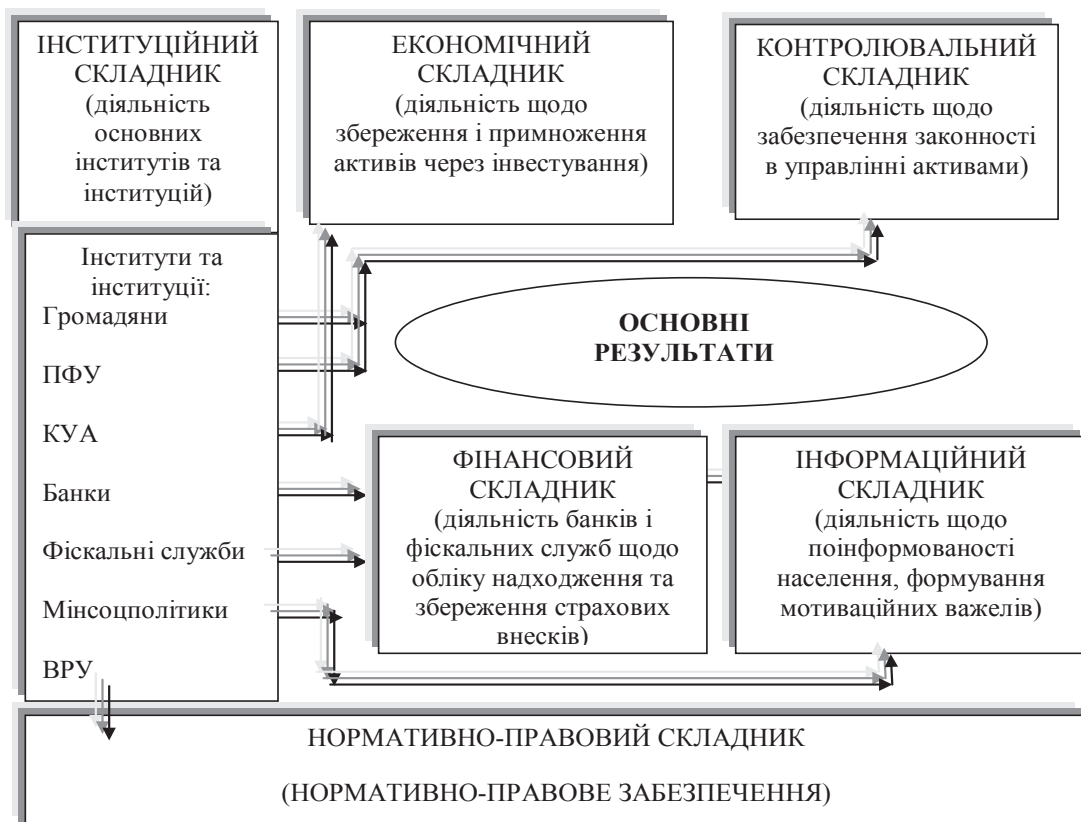 ІНСТИТУЦІЙНИЙ
СКЛАДНИК
(діяльність
основних
інститутів та
інституцій)
ЕКОНОМІЧНИЙ
СКЛАДНИК
(діяльність щодо
збереження і примноження
активів через інвестування)
КОНТРОЛЮВАЛЬНИЙ
СКЛАДНИК
(діяльність щодо
забезпечення законності
в управлінні активами)
Інститути та
інституції:
Громадяни
ПФУ
КУА
Банки
Фіскальні служби
Мінсоцполітики
ВРУ
ОСНОВНІ
РЕЗУЛЬТАТИ
ФІНАНСОВИЙ
СКЛАДНИК
(діяльність банків і
фіскальних служб щодо
обліку надходження та
збереження страхових
внесків)
ІНФОРМАЦІЙНИЙ
СКЛАДНИК
(діяльність щодо
поінформованості
населення, формування
мотиваційних важелів)
НОРМАТИВНО-ПРАВОВИЙ СКЛАДНИК
(НОРМАТИВНО-ПРАВОВЕ ЗАБЕЗПЕЧЕННЯ)